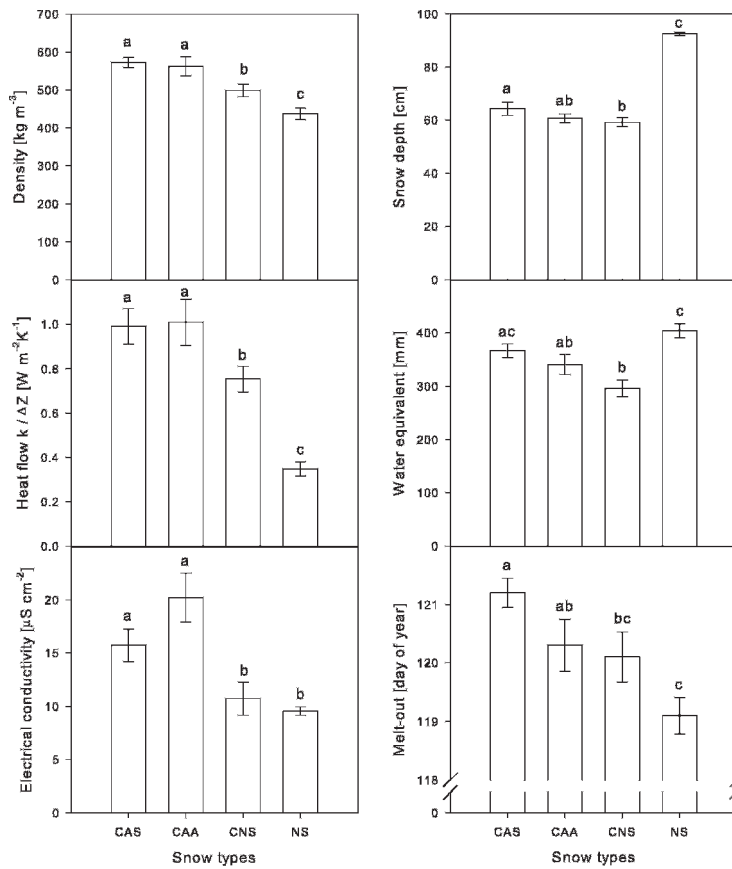 700
600
500
400
300
200
100
0
Density [kg m⁻³]
a
a
b
c
100
80
60
40
20
0
Snow depth [cm]
a
ab
b
c
1.0
0.8
0.6
0.4
0.2
0.0
Heat flow k / ΔZ [W m⁻²K⁻¹]
a
a
b
c
400
300
200
100
0
Water equivalent [mm]
ac
ab
b
c
20
15
10
5
0
Electrical conductivity [µS cm⁻²]
a
a
b
b
CAS CAA CNS NS
Snow types
121
120
119
118
0
Melt-out [day of year]
a
ab
bc
c
CAS CAA CNS NS
Snow types